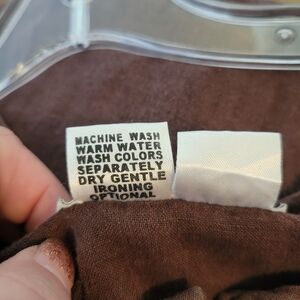 MACHINE WASH
WARM WATER
WASH COLORS
SEPARATELY
DRY GENTLE
IRONING
OPTIONAL